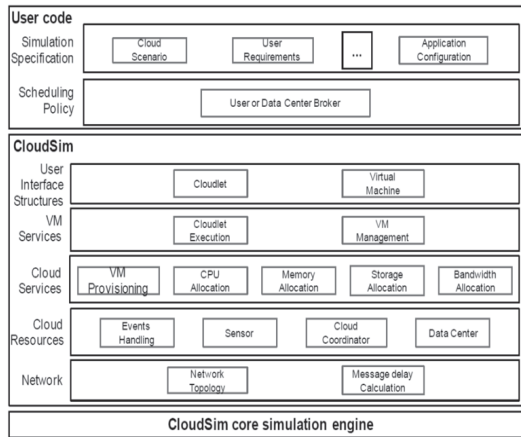 User code
Simulation
Specification
Cloud
Scenario
User
Requirements
...
Application
Configuration
Scheduling
Policy
User or Data Center Broker
CloudSim
User
Interface
Structures
Cloudlet
Virtual
Machine
VM
Services
Cloudlet
Execution
VM
Management
Cloud
Services
VM
Provisioning
CPU
Allocation
Memory
Allocation
Storage
Allocation
Bandwidth
Allocation
Cloud
Resources
Events
Handling
Sensor
Cloud
Coordinator
Data Center
Network
Network
Topology
Message delay
Calculation
CloudSim core simulation engine